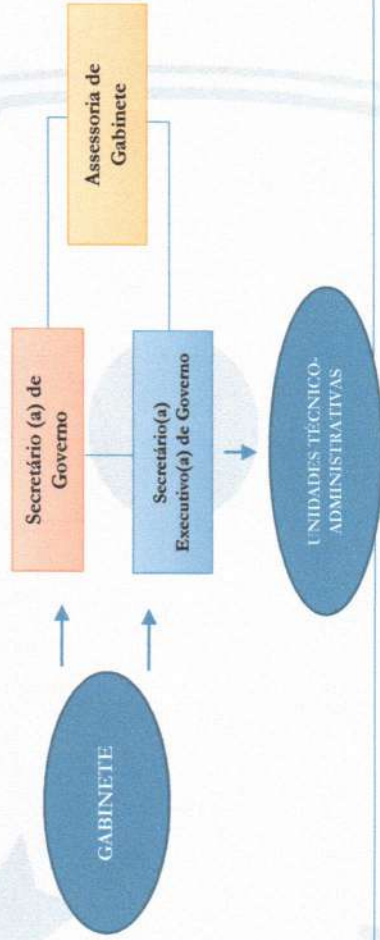 GABINETE
Secretário (a) de
Governo
Secretário(a)
Executivo(a) de Governo
Assessoria de
Gabinete
UNIDADES TÉCNICO-
ADMINISTRATIVAS